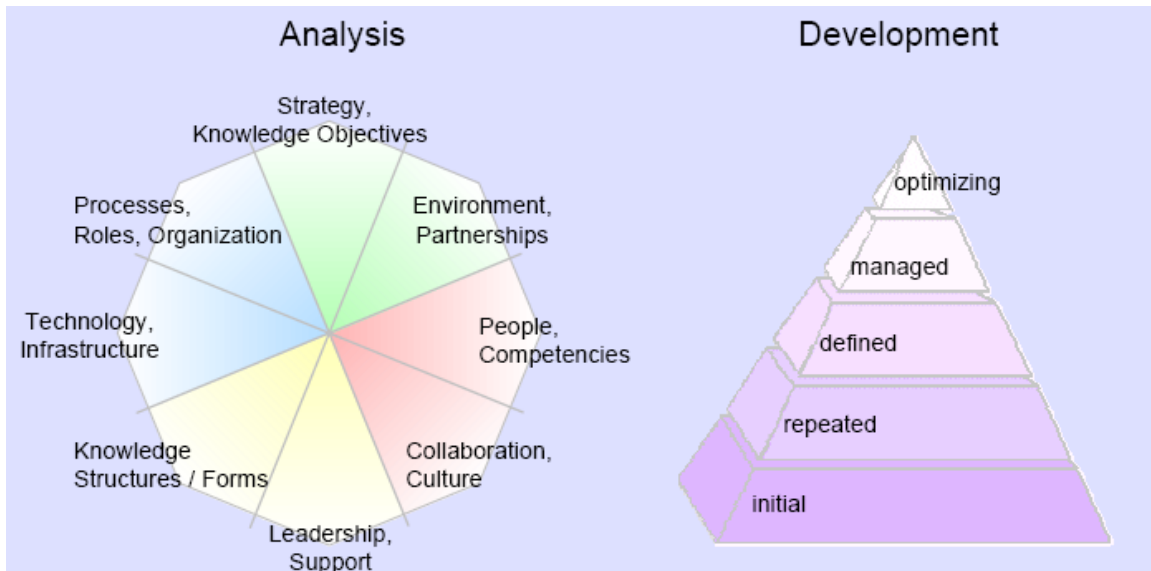 Analysis
Strategy,
Knowledge Objectives
Environment,
Partnerships
People,
Competencies
Collaboration,
Culture
Leadership,
Support
Knowledge
Structures / Forms
Technology,
Infrastructure
Processes,
Roles, Organization
Development
optimizing
managed
defined
repeated
initial